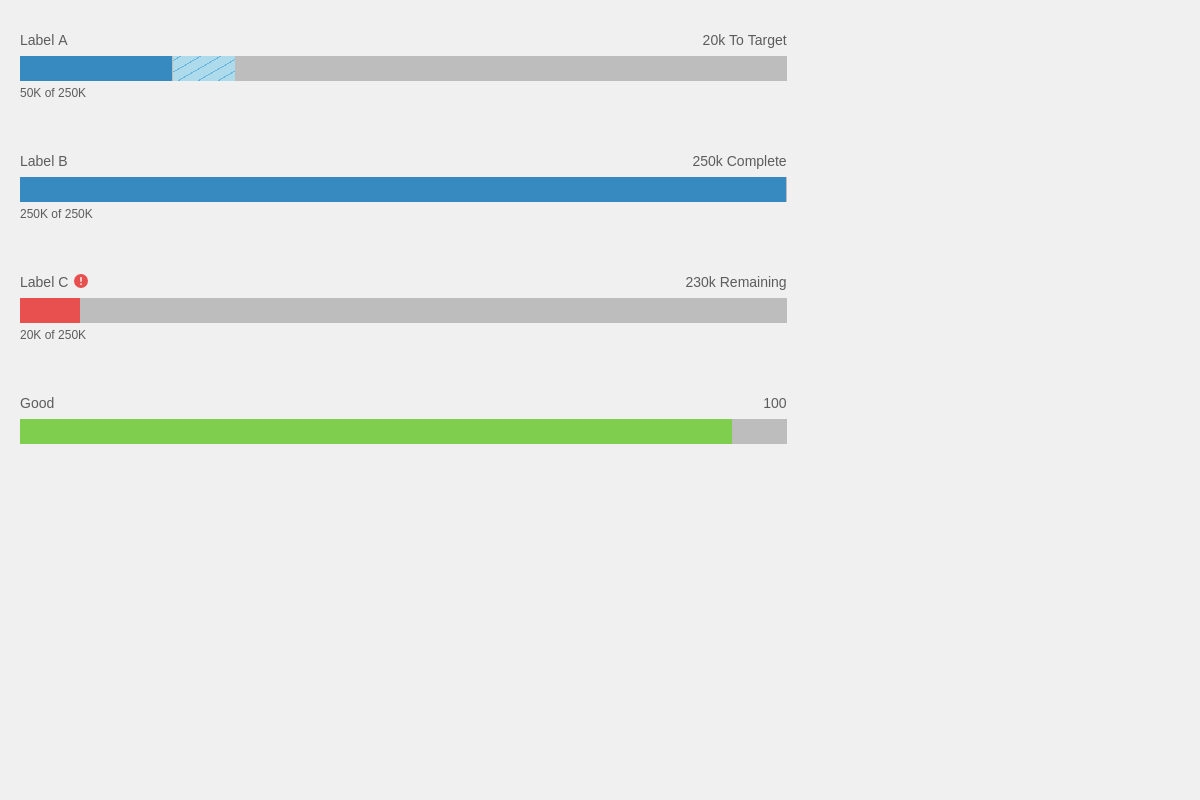 Label A
20k To Target
50K of 250K
Label B
250k Complete
250K of 250K
Label C
230k Remaining
20K of 250K
Good
100